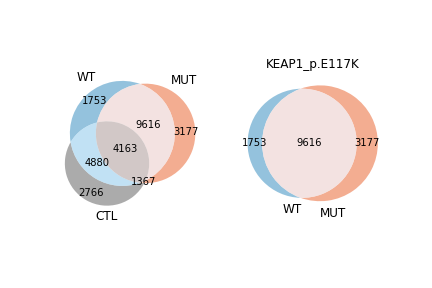 WT
MUT
1753
9616
3177
4163
4880
1367
2766
CTL
KEAP1_p.E117K
1753
9616
3177
WT
MUT